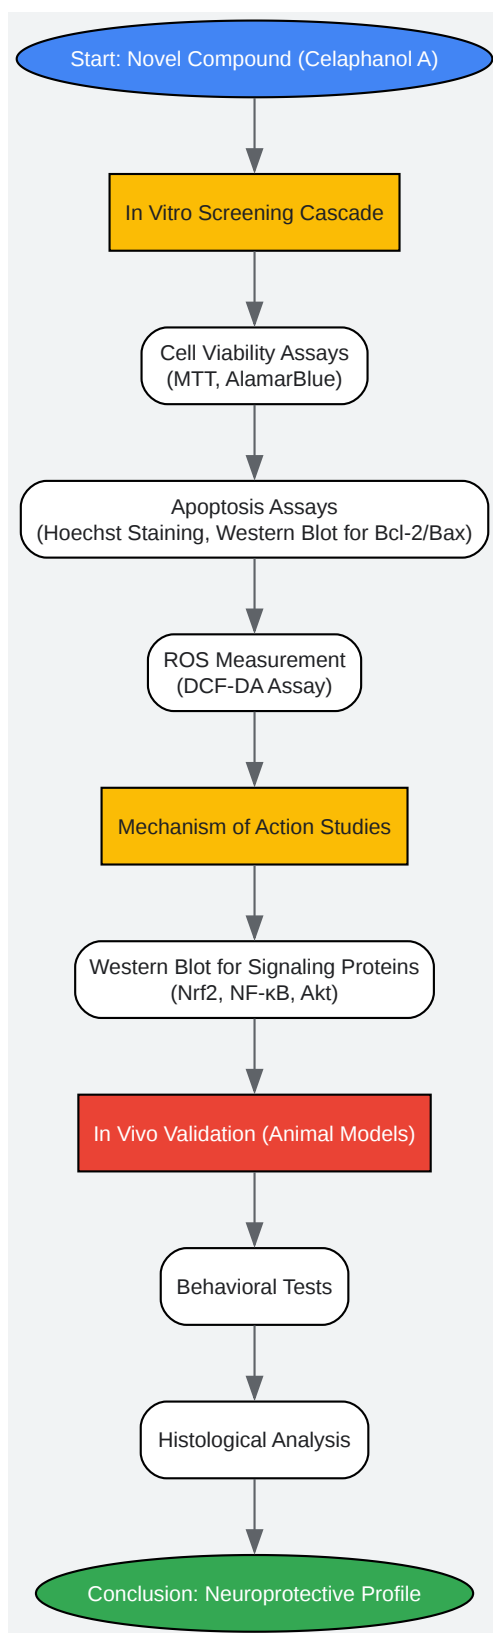 Start: Novel Compound (Celaphanol A)
In Vitro Screening Cascade
Cell Viability Assays
(MTT, AlamarBlue)
Apoptosis Assays
(Hoechst Staining, Western Blot for Bcl-2/Bax)
ROS Measurement
(DCF-DA Assay)
Mechanism of Action Studies
Western Blot for Signaling Proteins
(Nrf2, NF-κB, Akt)
In Vivo Validation (Animal Models)
Behavioral Tests
Histological Analysis
Conclusion: Neuroprotective Profile